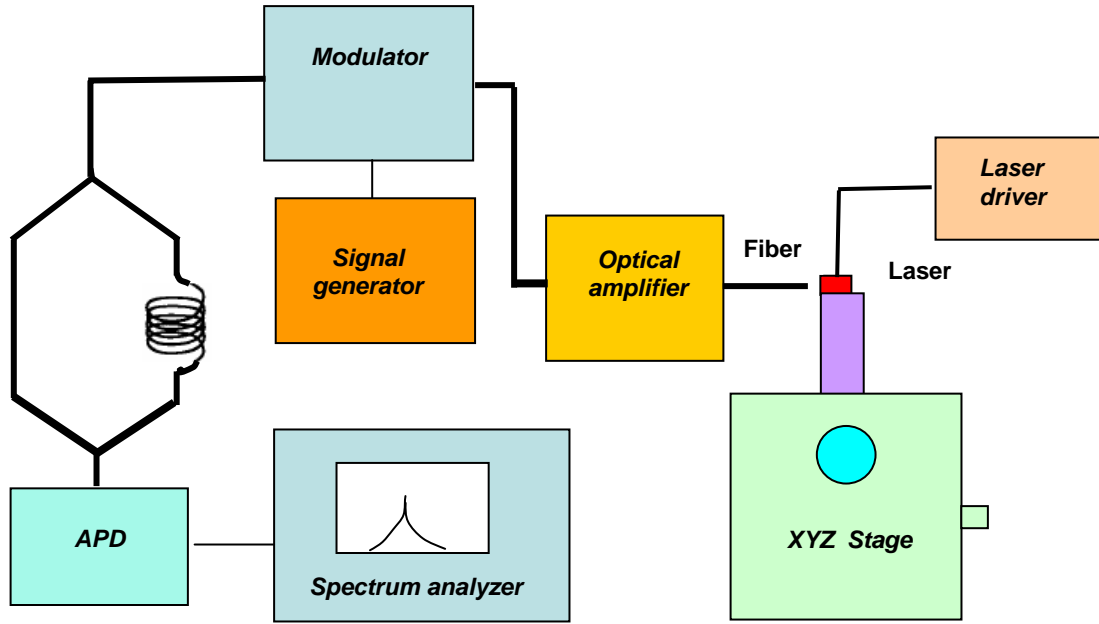 Modulator
Laser
driver
Signal
generator
Optical
amplifier
Fiber
Laser
APD
Spectrum analyzer
XYZ Stage